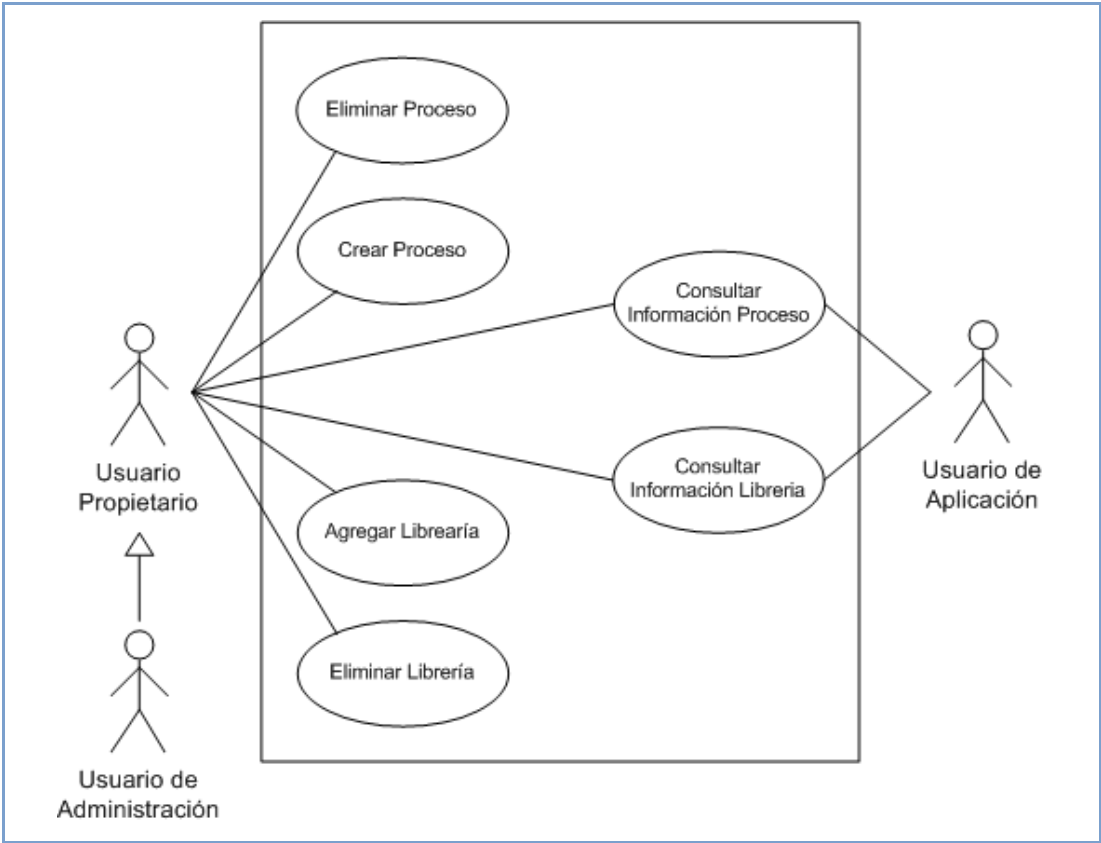 Eliminar Proceso
Crear Proceso
Consultar
Información Proceso
Usuario
Propietario
Consultar
Información Libreria
Usuario de
Aplicación
Agregar Librearía
Eliminar Librería
Usuario de
Administración